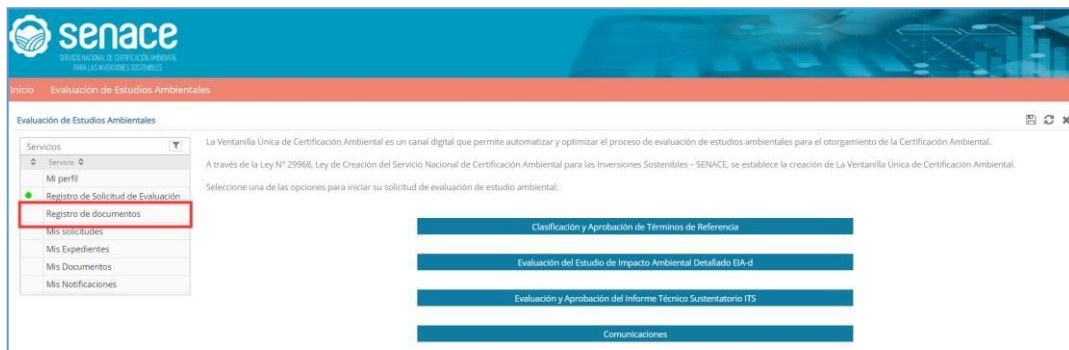 senace
SERVICIO NACIONAL DE CERTIFICACIÓN AMBIENTAL
PARA LAS INVERSIONES SOSTENIBLES
Inicio Evaluación de Estudios Ambientales
Evaluación de Estudios Ambientales
Servicios
Servicio
Mi perfil
Registro de Solicitud de Evaluación
Registro de documentos
Mis solicitudes
Mis Expedientes
Mis Documentos
Mis Notificaciones
La Ventanilla Única de Certificación Ambiental es un canal digital que permite automatizar y optimizar el proceso de evaluación de estudios ambientales para el otorgamiento de la Certificación Ambiental.
A través de la Ley N° 29968, Ley de Creación del Servicio Nacional de Certificación Ambiental para las Inversiones Sostenibles – SENACE, se establece la creación de La Ventanilla Única de Certificación Ambiental.
Seleccione una de las opciones para iniciar su solicitud de evaluación de estudio ambiental:
Clasificación y Aprobación de Términos de Referencia
Evaluación del Estudio de Impacto Ambiental Detallado EIA-d
Evaluación y Aprobación del Informe Técnico Sustentatorio ITS
Comunicaciones